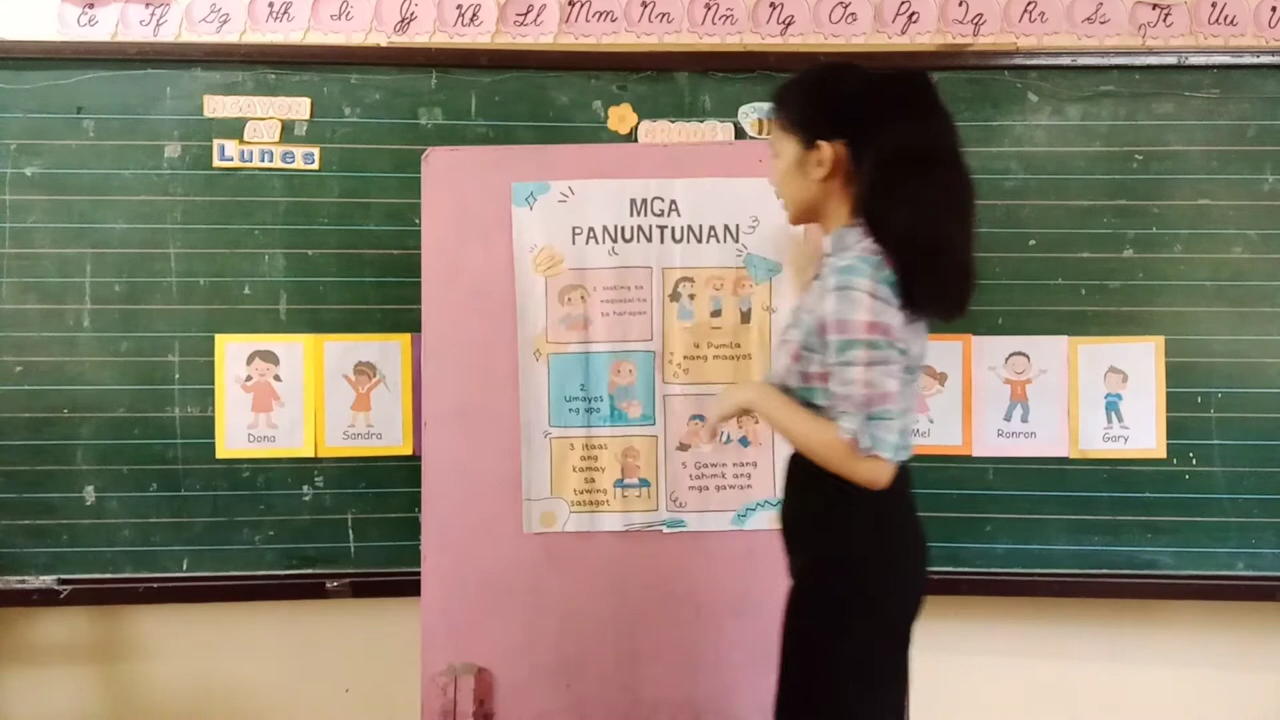 Ee Ff Gg Hh Ii Jj Kk Ll Mm Nn Ññ Ng Oo Pp Qq Rr Ss Tt Uu
NGAYON
AY
Lunes
GRADE 1
MGA
PANUNTUNAN
1. Makinig sa
nagsasalita
sa harapan
2.
Umayos
ng upo
3 Itaas
ang
kamay
sa
tuwing
sasagot
4. Pumila
nang maayos
5 Gawin nang
tahimik ang
mga gawain
Dona
Sandra
Mel
Ronron
Gary